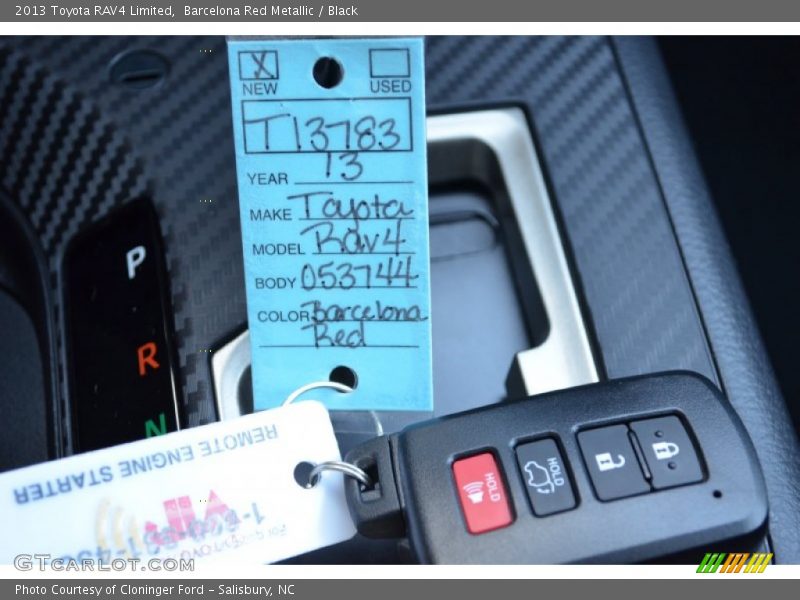 2013 Toyota RAV4 Limited, Barcelona Red Metallic / Black
X
NEW USED
T13783
YEAR 13
MAKE Toyota
MODEL Rav4
BODY 053744
COLOR Barcelona
Red
P
R
N
REMOTE ENGINE STARTER
HOLD
HOLD
GTCARLOT.COM
Photo Courtesy of Cloninger Ford - Salisbury, NC